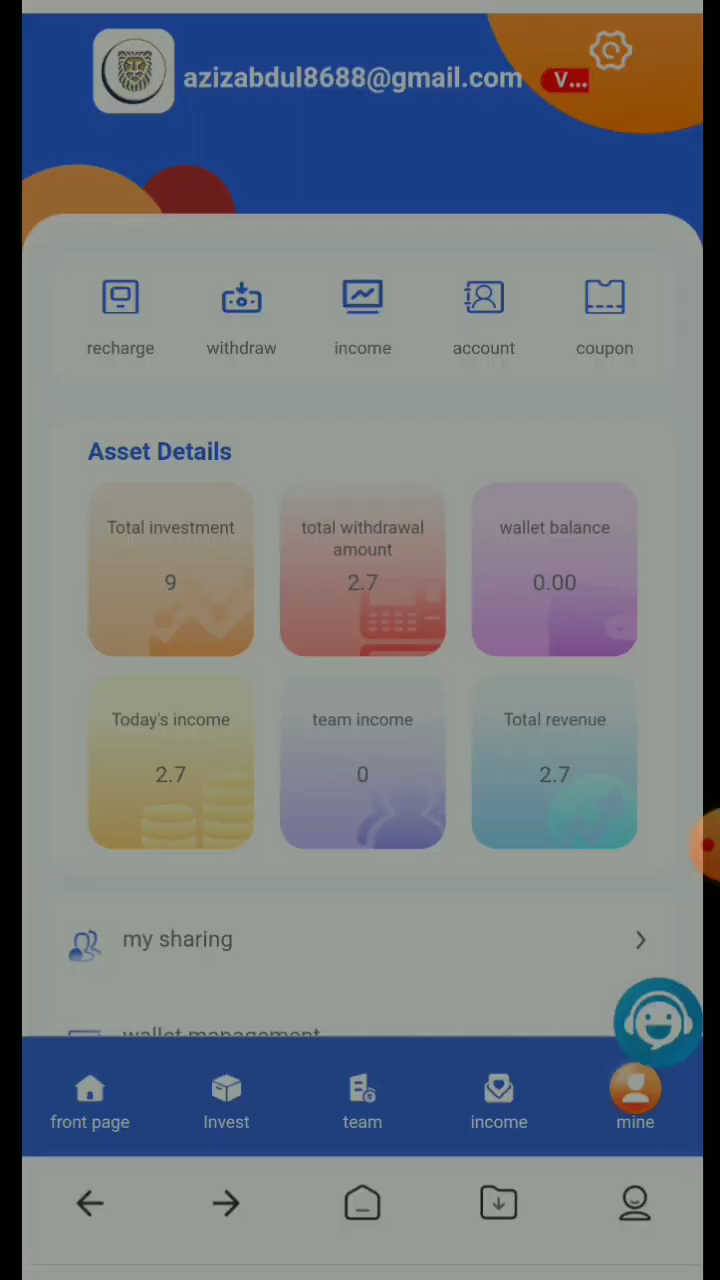 azizabdul8688@gmail.com V...
recharge withdraw income account coupon
Asset Details
Total investment
9
total withdrawal
amount
2.7
wallet balance
0.00
Today's income
2.7
team income
0
Total revenue
2.7
my sharing
wallet management
front page Invest team income mine